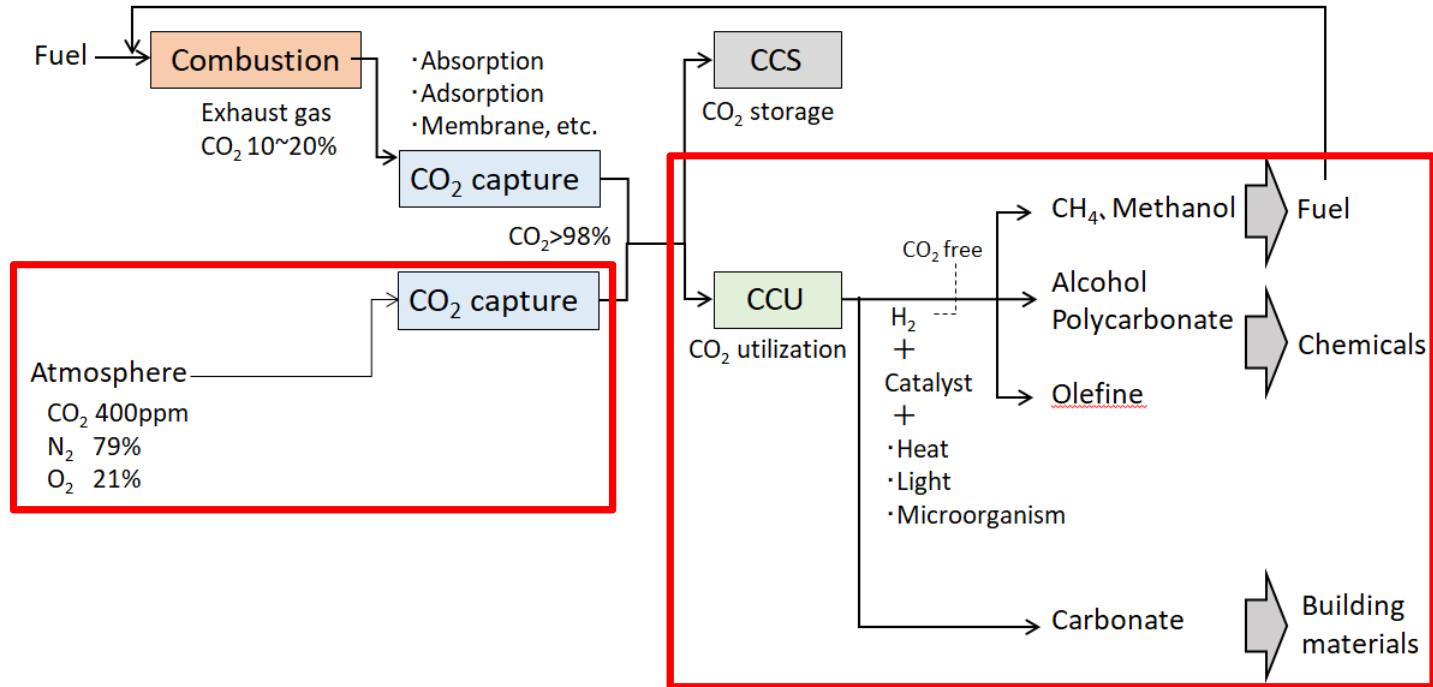 Fuel
Combustion
Exhaust gas
CO₂ 10~20%
・Absorption
・Adsorption
・Membrane, etc.
CO₂ capture
CO₂>98%
CCS
CO₂ storage
CO₂ capture
Atmosphere
CO₂ 400ppm
N₂ 79%
O₂ 21%
CCU
CO₂ utilization
CO₂ free
H₂
+
Catalyst
+
・Heat
・Light
・Microorganism
CH₄、Methanol
Fuel
Alcohol
Polycarbonate
Chemicals
Olefine
Carbonate
Building
materials